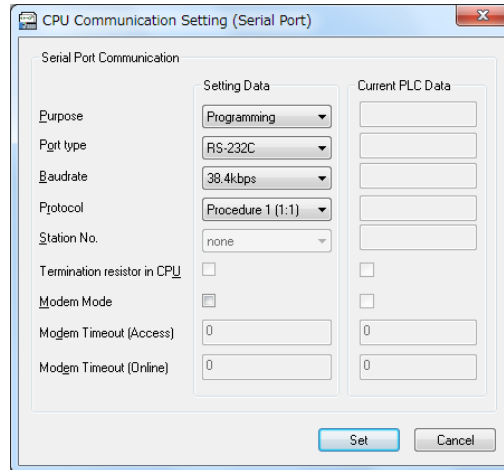 CPU Communication Setting (Serial Port)
Serial Port Communication
Setting Data Current PLC Data
Purpose Programming
Port type RS-232C
Baudrate 38.4kbps
Protocol Procedure 1 (1:1)
Station No. none
Termination resistor in CPU
Modem Mode
Modem Timeout (Access) 0 0
Modem Timeout (Online) 0 0
Set Cancel